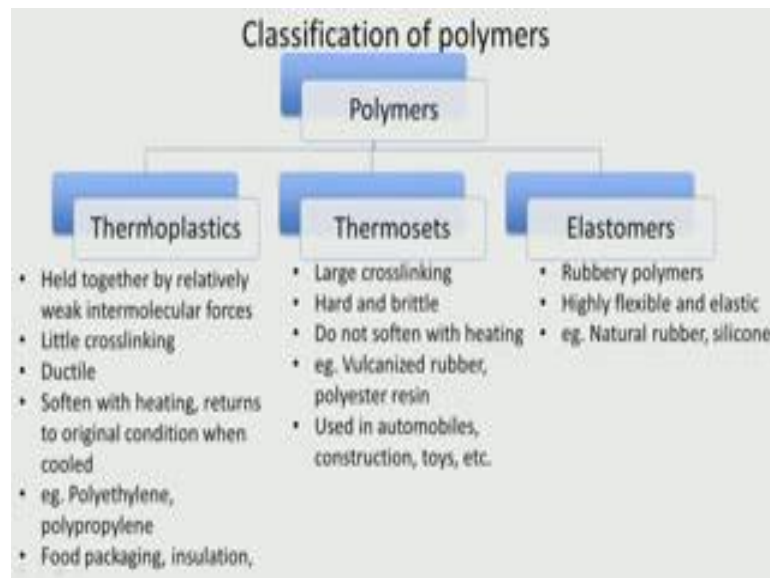 Classification of polymers
Polymers
Thermoplastics
• Held together by relatively
weak intermolecular forces
• Little crosslinking
• Ductile
• Soften with heating, returns
to original condition when
cooled
• eg. Polyethylene,
polypropylene
• Food packaging, insulation,
Thermosets
• Large crosslinking
• Hard and brittle
• Do not soften with heating
• eg. Vulcanized rubber,
polyester resin
• Used in automobiles,
construction, toys, etc.
Elastomers
• Rubbery polymers
• Highly flexible and elastic
• eg. Natural rubber, silicone